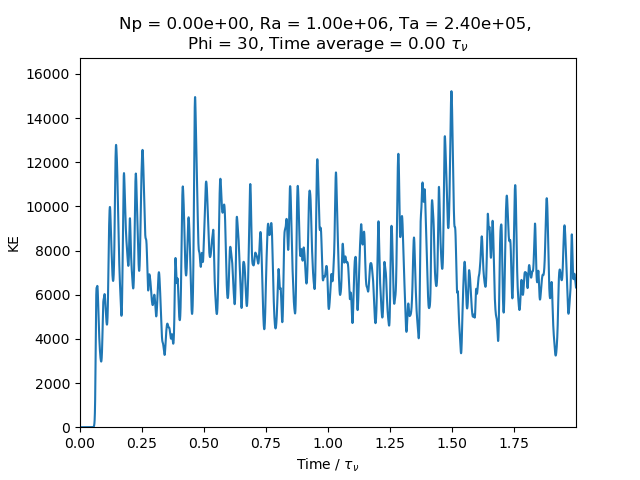 Np = 0.00e+00, Ra = 1.00e+06, Ta = 2.40e+05,
Phi = 30, Time average = 0.00 τν
16000
14000
12000
10000
8000
6000
4000
2000
0
KE
0.00 0.25 0.50 0.75 1.00 1.25 1.50 1.75
Time / τν